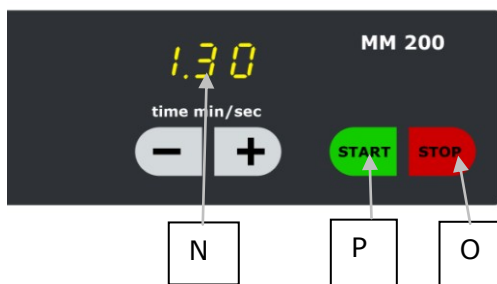 1.30
MM 200
time min/sec
− +
START STOP
N P O